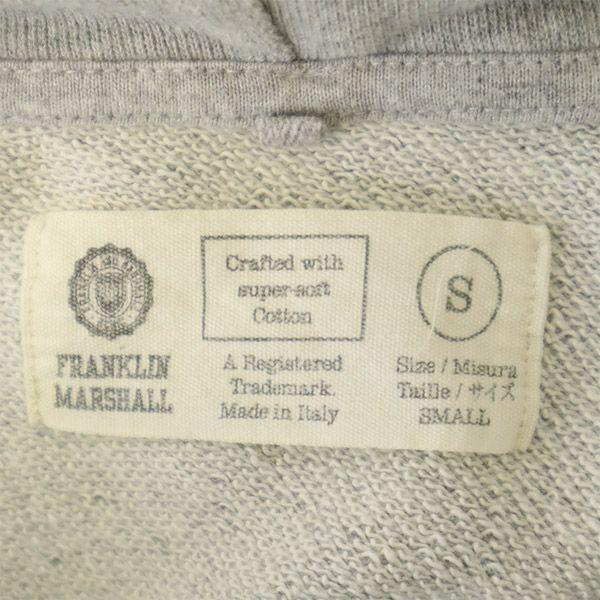 FRANKLIN
MARSHALL
Crafted with
super-soft
Cotton
A Registered
Trademark.
Made in Italy
S
Size / Misura
Taille / サイズ
SMALL